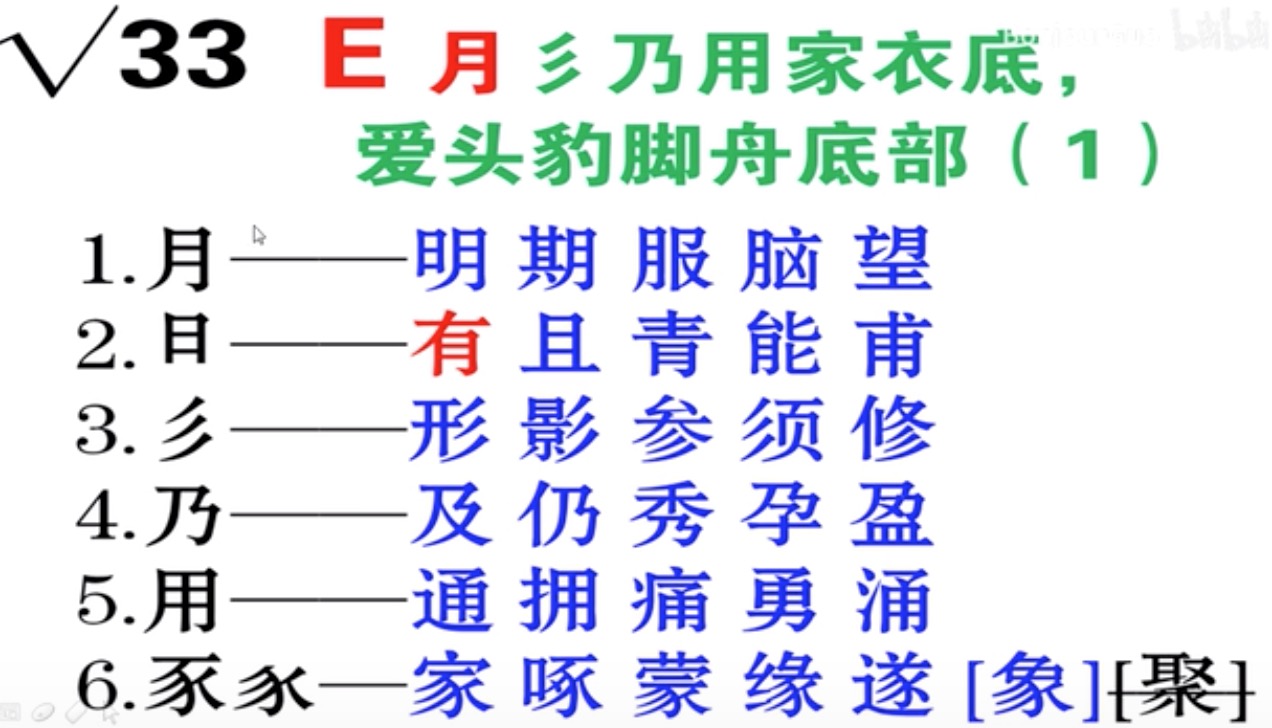 √33 E 月彡乃用家衣底，
爱头豹脚舟底部（1）
1.月——明 期 服 脑 望
2.⺝——有 且 青 能 甫
3.彡——形 影 参 须 修
4.乃——及 仍 秀 孕 盈
5.用——通 拥 痛 勇 涌
6.豕𧰨—家 啄 蒙 缘 遂 [象][聚]